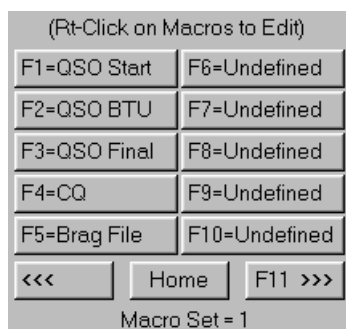 (Rt-Click on Macros to Edit)
F1=QSO Start F6=Undefined
F2=QSO BTU F7=Undefined
F3=QSO Final F8=Undefined
F4=CQ F9=Undefined
F5=Brag File F10=Undefined
<<< Home F11 >>>
Macro Set = 1